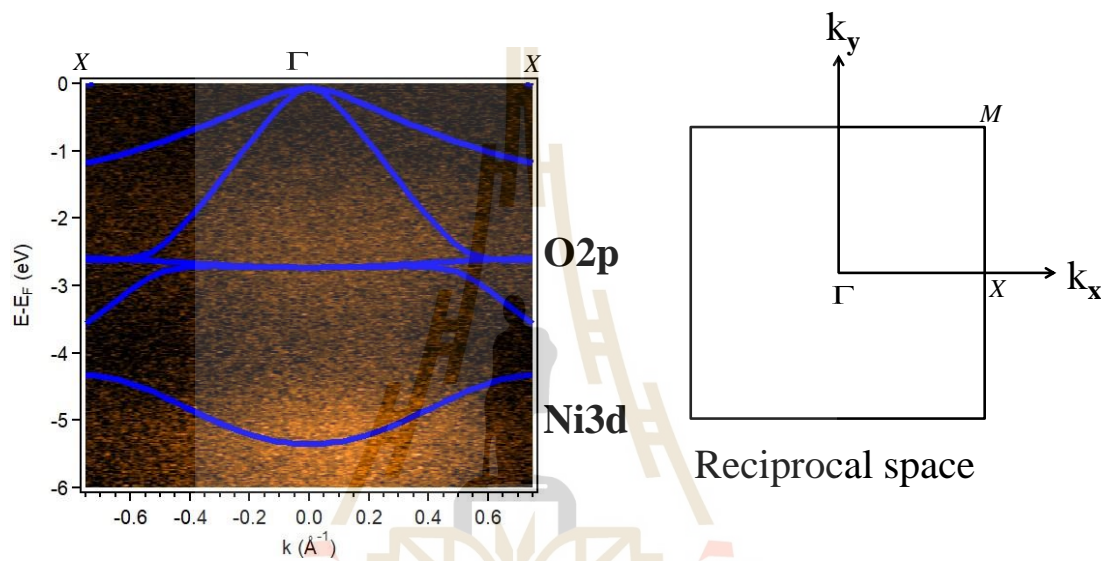 X Γ X
0
-1
-2
-3
-4
-5
-6
E-E_F (eV)
-0.6 -0.4 -0.2 0.0 0.2 0.4 0.6
k (Å⁻¹)
O2p
Ni3d
k_y
M
Γ
X
k_x
Reciprocal space